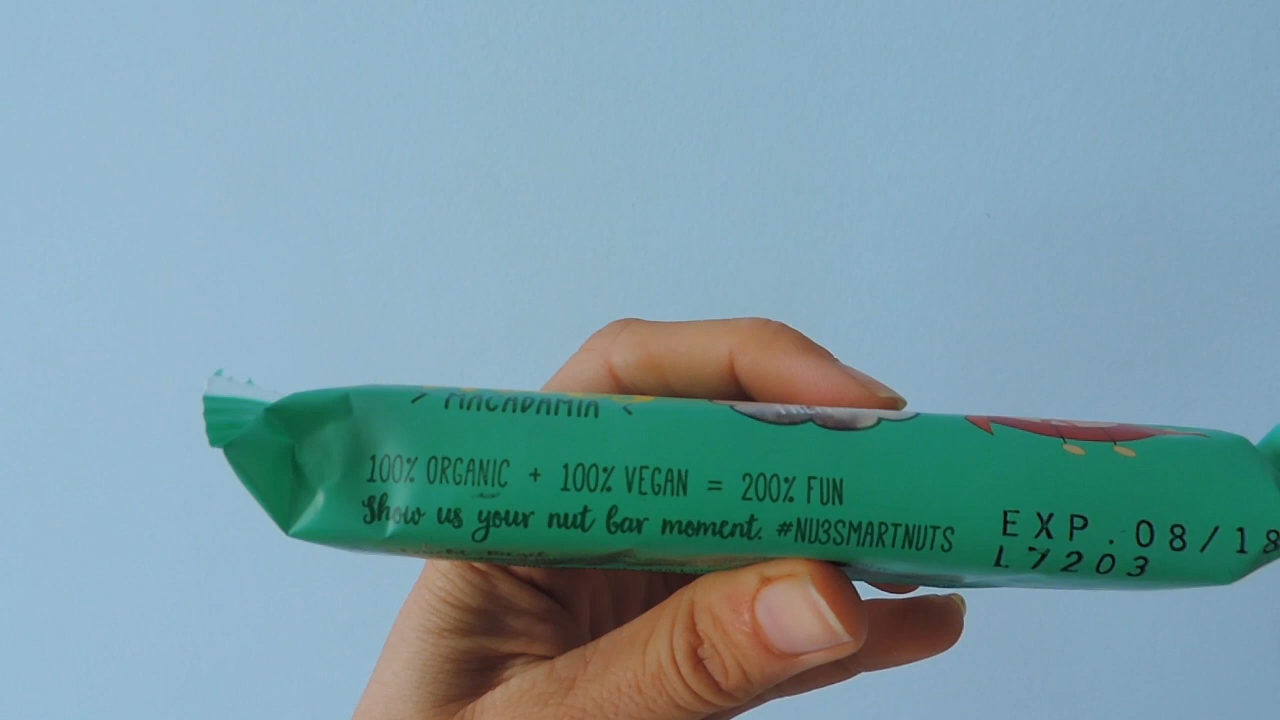 MACADAMIA
100% ORGANIC + 100% VEGAN = 200% FUN
Show us your nut bar moment. #NU3SMARTNUTS
EXP.08/18
L7203